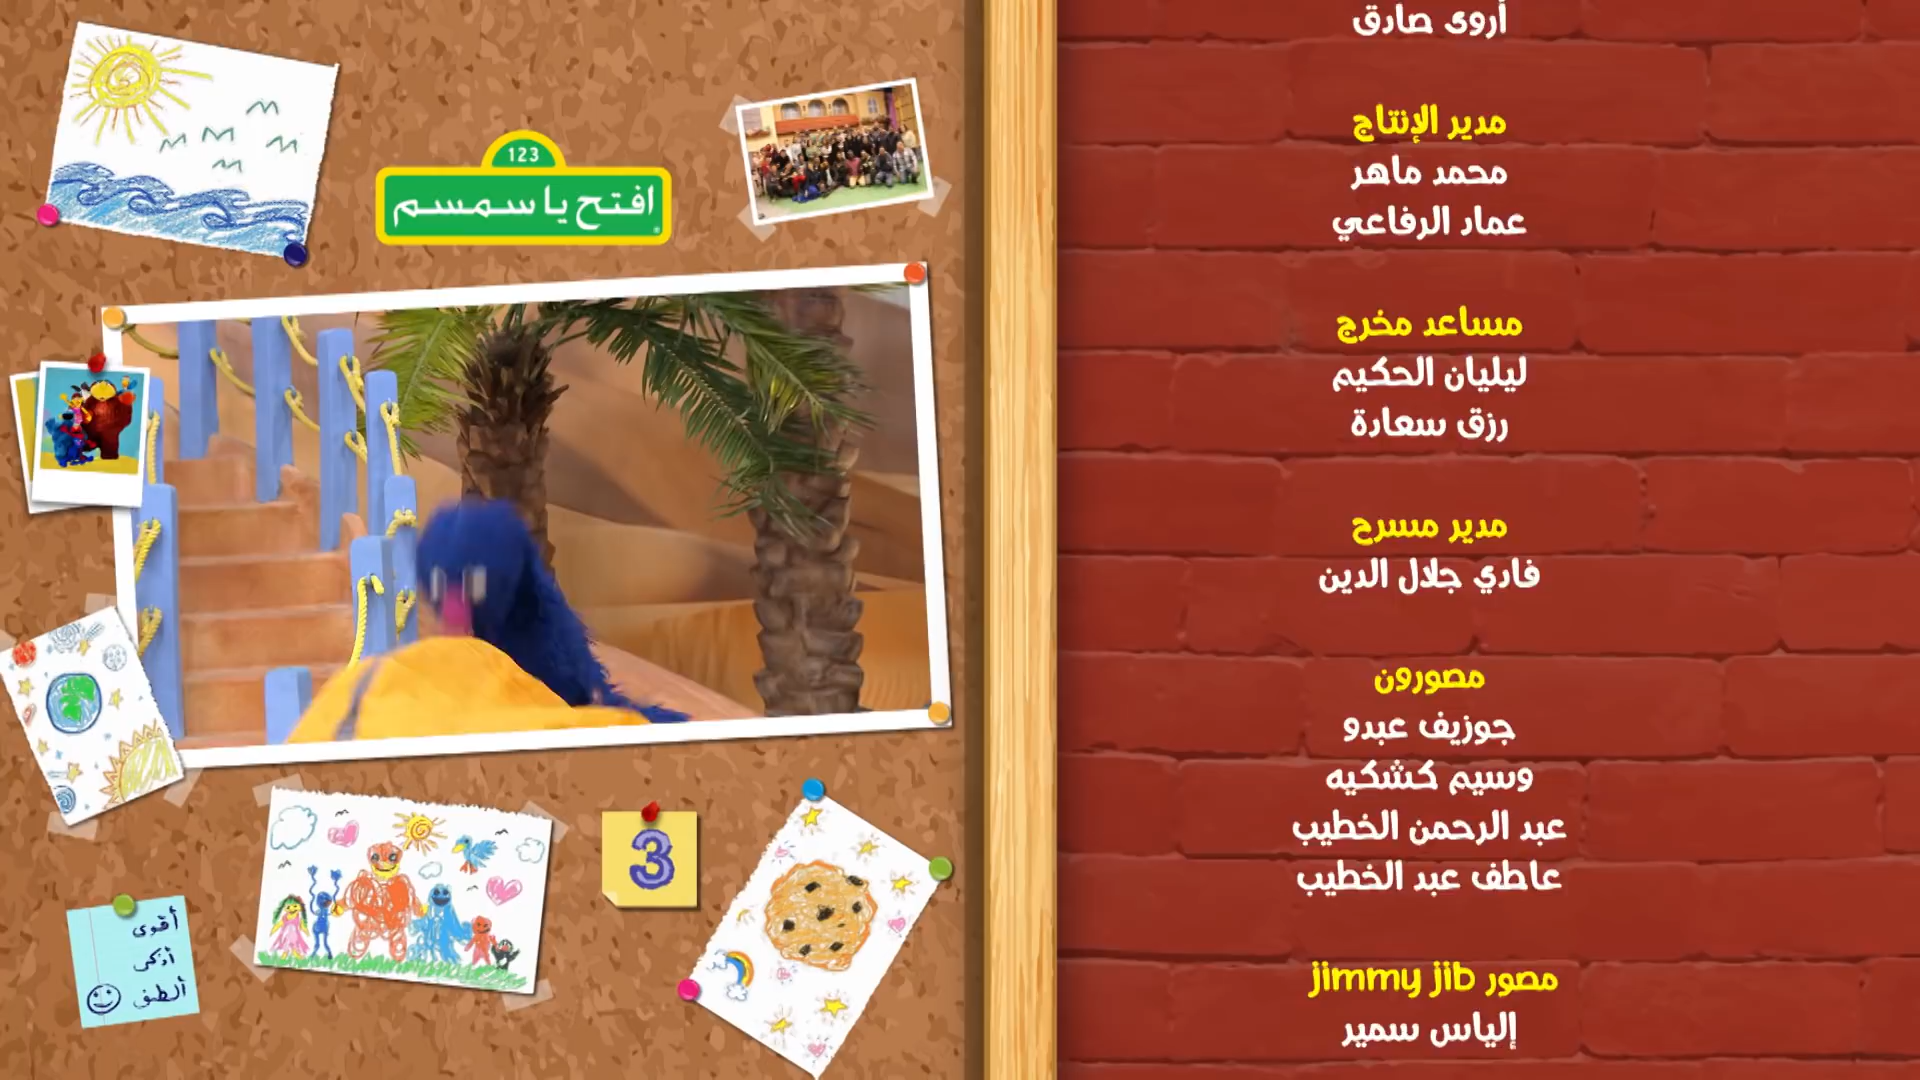 123
افتح يا سمسم
3
أقوى
أذكى
ألطف
أروى صادق
مدير الإنتاج
محمد ماهر
عمار الرفاعي
مساعد مخرج
ليليان الحكيم
رزق سعادة
مدير مسرح
فادي جلال الدين
مصورون
جوزيف عبدو
وسيم كشكيه
عبد الرحمن الخطيب
عاطف عبد الخطيب
مصور jimmy jib
إلياس سمير